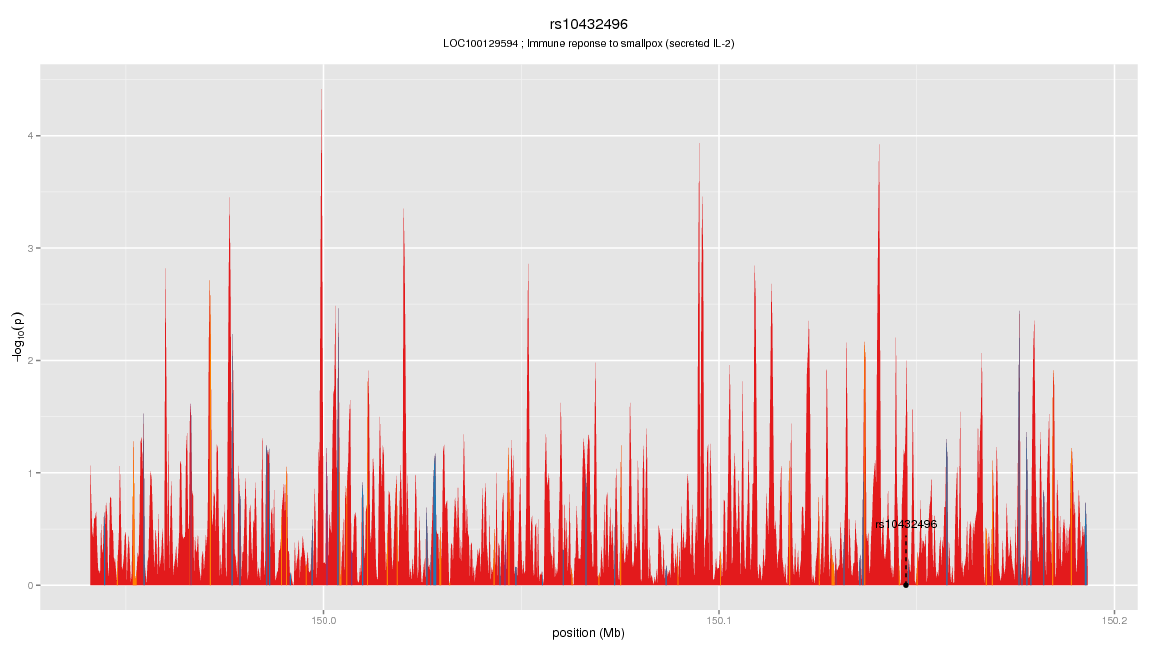 rs10432496
LOC100129594 ; Immune reponse to smallpox (secreted IL-2)
4
3
2
1
0
−log10(p)
rs10432496
150.0
150.1
150.2
position (Mb)